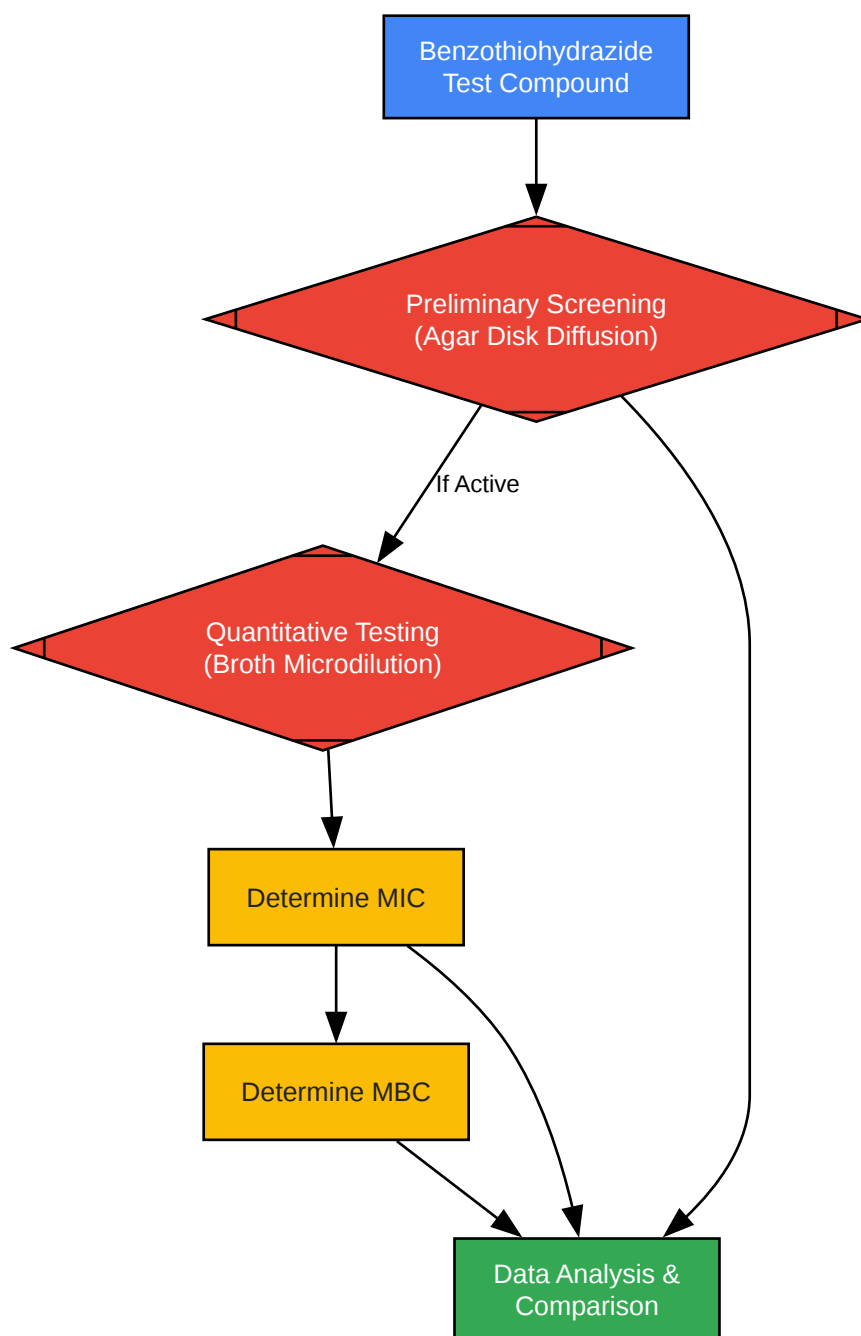 Benzothiohydrazide
Test Compound
Preliminary Screening
(Agar Disk Diffusion)
If Active
Quantitative Testing
(Broth Microdilution)
Determine MIC
Determine MBC
Data Analysis &
Comparison